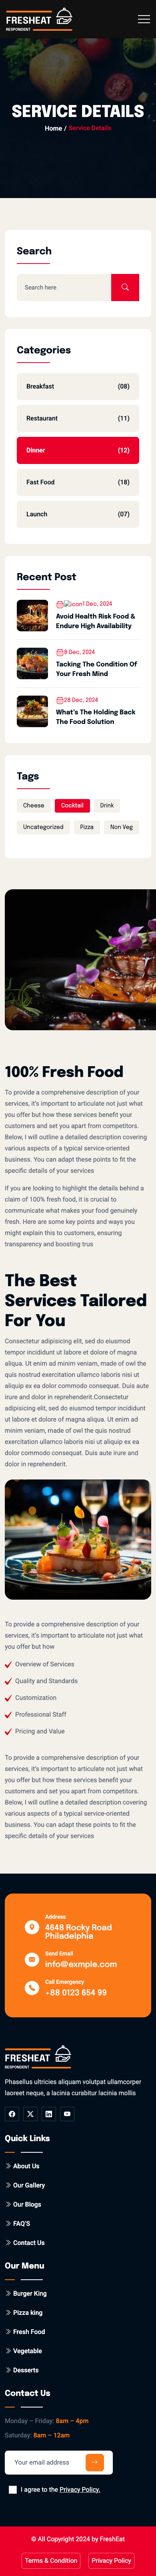 FRESHEAT
RESPONDENT
SERVICE DETAILS
Home / Service Details
Search
Search here
Categories
Breakfast (08)
Restaurant (11)
Dinner (12)
Fast Food (18)
Launch (07)
Recent Post
icon1 Dec, 2024
Avoid Health Risk Food &
Endure High Availability
8 Dec, 2024
Tacking The Condition Of
Your Fresh Mind
28 Dec, 2024
What's The Holding Back
The Food Solution
Tags
Cheese Cocktail Drink
Uncategorized Pizza Non Veg
100% Fresh Food
To provide a comprehensive description of your
services, it's important to articulate not just what
you offer but how these services benefit your
customers and set you apart from competitors.
Below, I will outline a detailed description covering
various aspects of a typical service-oriented
business. You can adapt these points to fit the
specific details of your services
If you are looking to highlight the details behind a
claim of 100% fresh food, it is crucial to
communicate what makes your food genuinely
fresh. Here are some key points and ways you
might explain this to customers, ensuring
transparency and boosting trus
The Best
Services Tailored
For You
Consectetur adipisicing elit, sed do eiusmod
tempor incididunt ut labore et dolore of magna
aliqua. Ut enim ad minim veniam, made of owl the
quis nostrud exercitation ullamco laboris nisi ut
aliquip ex ea dolor commodo consequat. Duis aute
irure and dolor in reprehenderit.Consectetur
adipisicing elit, sed do eiusmod tempor incididunt
ut labore et dolore of magna aliqua. Ut enim ad
minim veniam, made of owl the quis nostrud
exercitation ullamco laboris nisi ut aliquip ex ea
dolor commodo consequat. Duis aute irure and
dolor in reprehenderit.
To provide a comprehensive description of your
services, it's important to articulate not just what
you offer but how
Overview of Services
Quality and Standards
Customization
Professional Staff
Pricing and Value
To provide a comprehensive description of your
services, it's important to articulate not just what
you offer but how these services benefit your
customers and set you apart from competitors.
Below, I will outline a detailed description covering
various aspects of a typical service-oriented
business. You can adapt these points to fit the
specific details of your services
Address
4648 Rocky Road
Philadelphia
Send Email
info@exmple.com
Call Emergency
+88 0123 654 99
FRESHEAT
RESPONDENT
Phasellus ultricies aliquam volutpat ullamcorper
laoreet neque, a lacinia curabitur lacinia mollis
Quick Links
About Us
Our Gallery
Our Blogs
FAQ'S
Contact Us
Our Menu
Burger King
Pizza king
Fresh Food
Vegetable
Desserts
Contact Us
Monday – Friday: 8am – 4pm
Saturday: 8am – 12am
Your email address
I agree to the Privacy Policy.
© All Copyright 2024 by FreshEat
Terms & Condition Privacy Policy